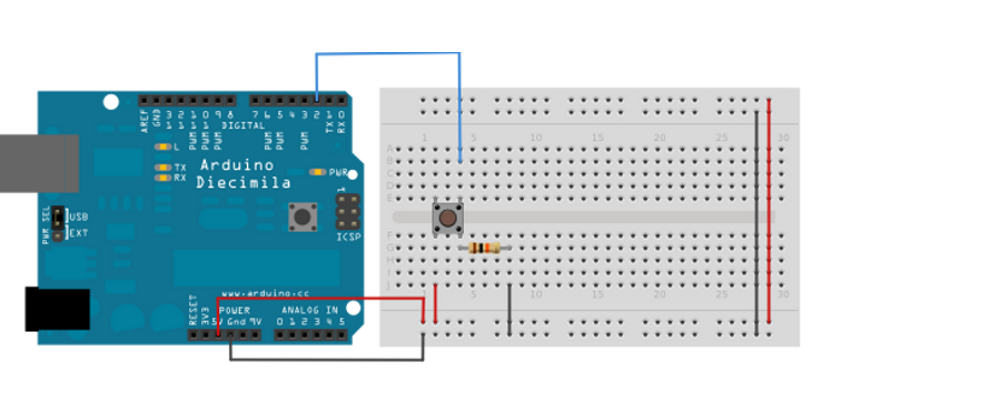 AREF
GND
13
12
11
10
9
8
7
6
5
4
3
2
TX 1
RX 0
PWM
PWM
PWM
PWM
PWM
PWM
DIGITAL
L
TX
RX
Arduino
Diecimila
PWR
1
ICSP
PWR SEL
USB
EXT
www.arduino.cc
RESET
3V3
5V Gnd 9V
POWER
ANALOG IN
0 1 2 3 4 5
1 5 10 15 20 25 30
A
B
C
D
E
F
G
H
I
J
1 5 10 15 20 25 30